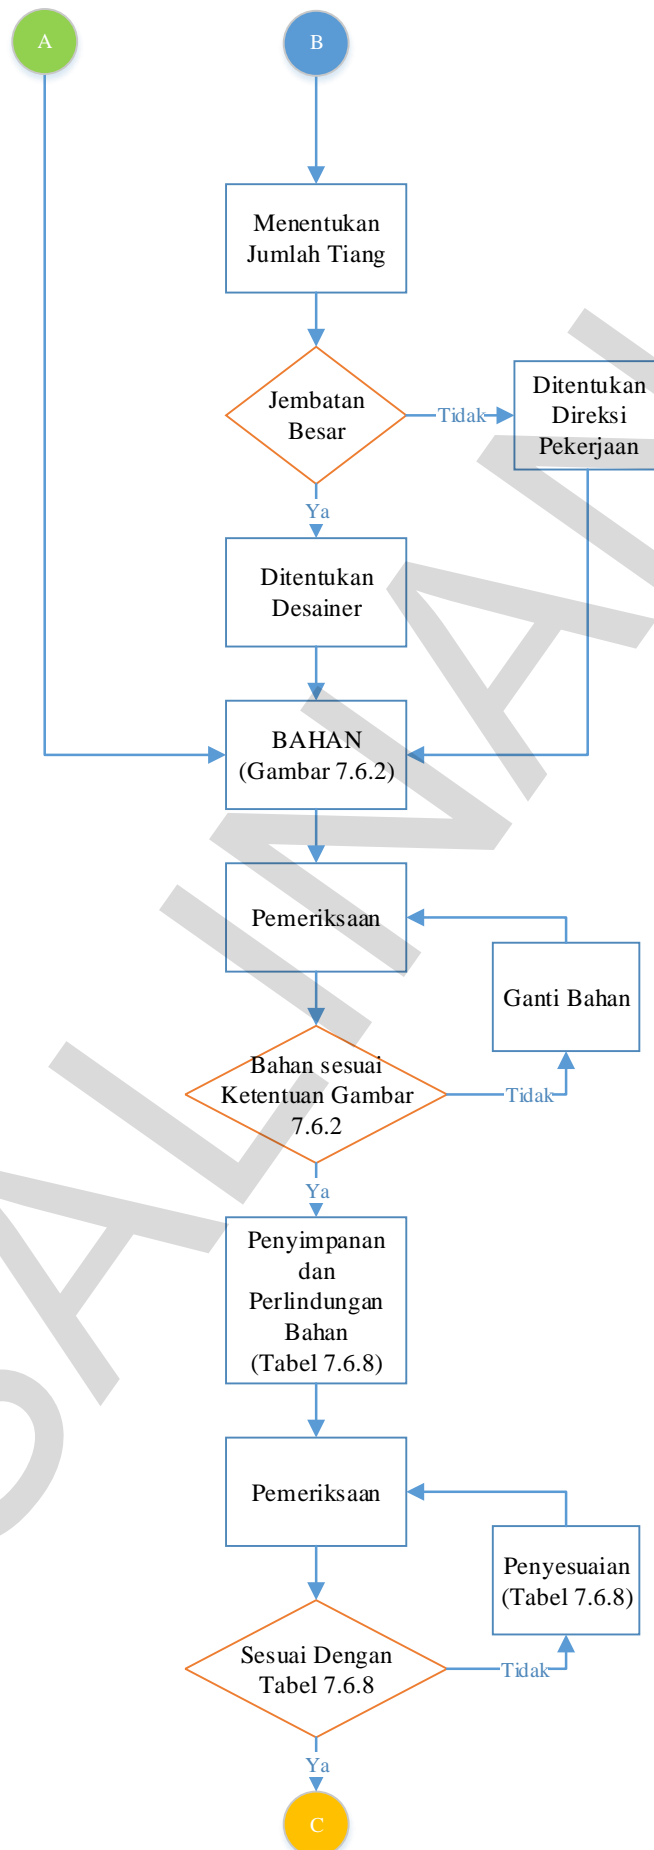 A
B
Menentukan
Jumlah Tiang
Jembatan
Besar
Tidak
Ditentukan
Direksi
Pekerjaan
Ya
Ditentukan
Desainer
BAHAN
(Gambar 7.6.2)
Pemeriksaan
Ganti Bahan
Bahan sesuai
Ketentuan Gambar
7.6.2
Tidak
Ya
Penyimpanan
dan
Perlindungan
Bahan
(Tabel 7.6.8)
Pemeriksaan
Penyesuaian
(Tabel 7.6.8)
Sesuai Dengan
Tabel 7.6.8
Tidak
Ya
C
SALINAN